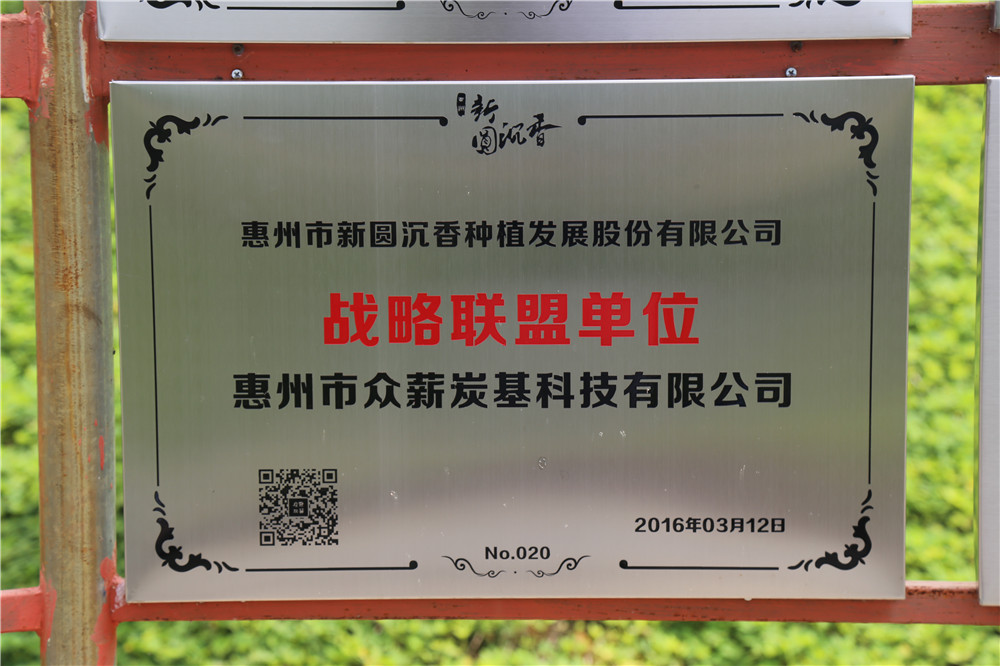 新圆沉香
惠州市新圆沉香种植发展股份有限公司
战略联盟单位
惠州市众薪炭基科技有限公司
2016年03月12日
No.020